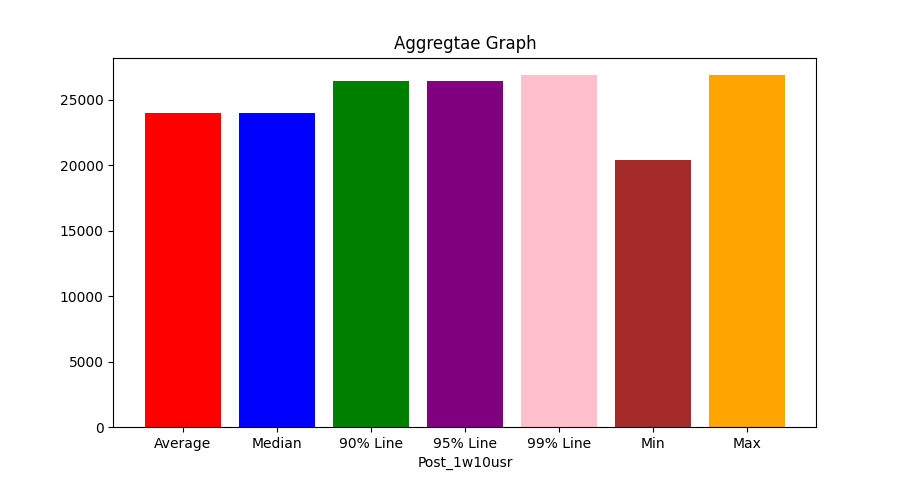 Aggregtae Graph
25000
20000
15000
10000
5000
0
Average Median 90% Line 95% Line 99% Line Min Max
Post_1w10usr